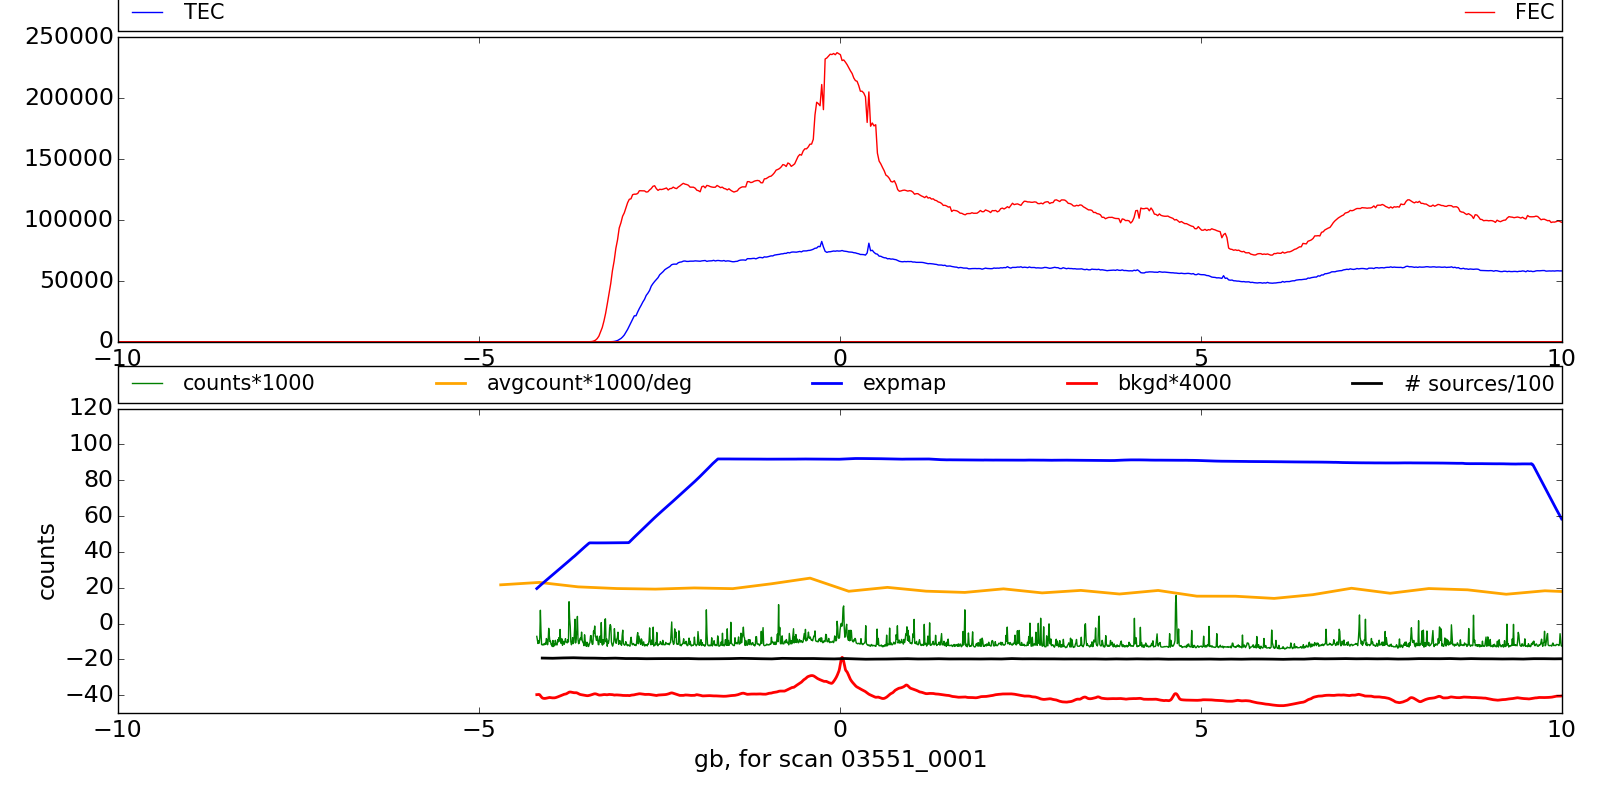 TEC FEC
250000
200000
150000
100000
50000
0
−10 −5 0 5 10
counts*1000 avgcount*1000/deg expmap bkgd*4000 # sources/100
120
100
80
60
40
20
0
−20
−40
counts
−10 −5 0 5 10
gb, for scan 03551_0001